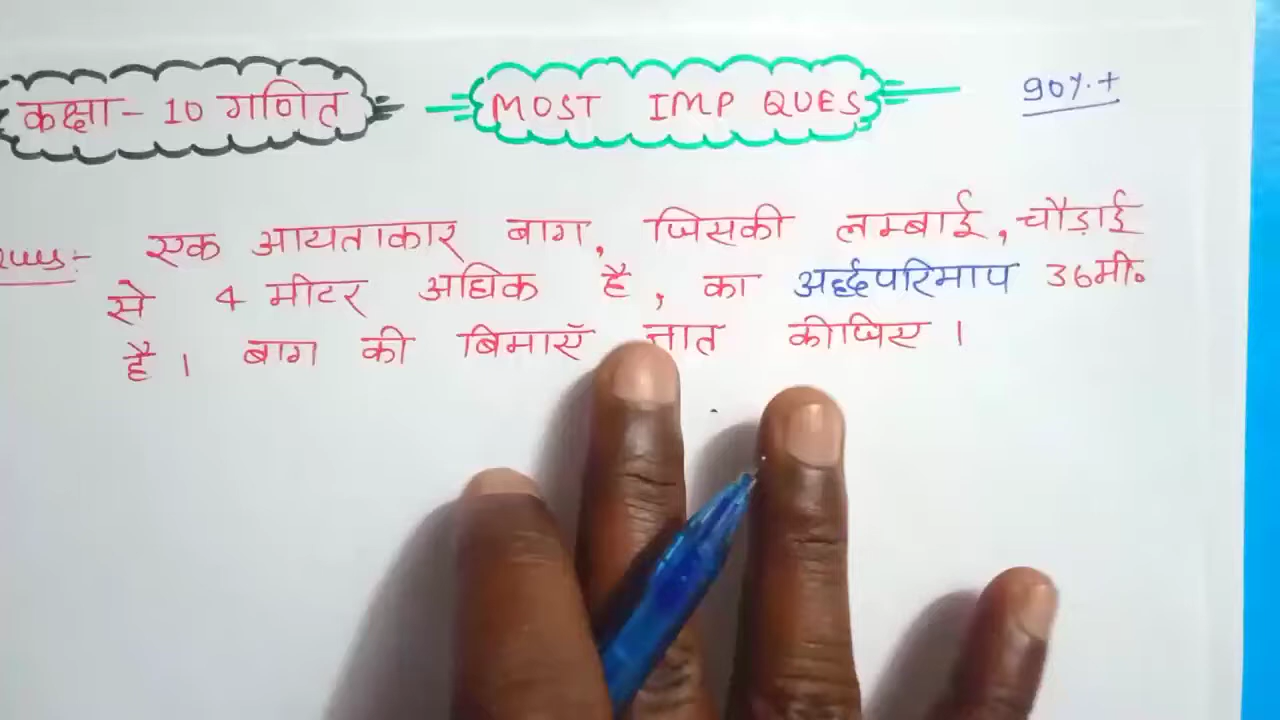 कक्षा - 10 गणित
MOST IMP QUES
90%.+
Ques:- एक आयताकार बाग, जिसकी लम्बाई, चौड़ाई
से 4 मीटर अधिक है, का अर्द्धपरिमाप 36मी०
है। बाग की बिमाएँ ज्ञात कीजिए।